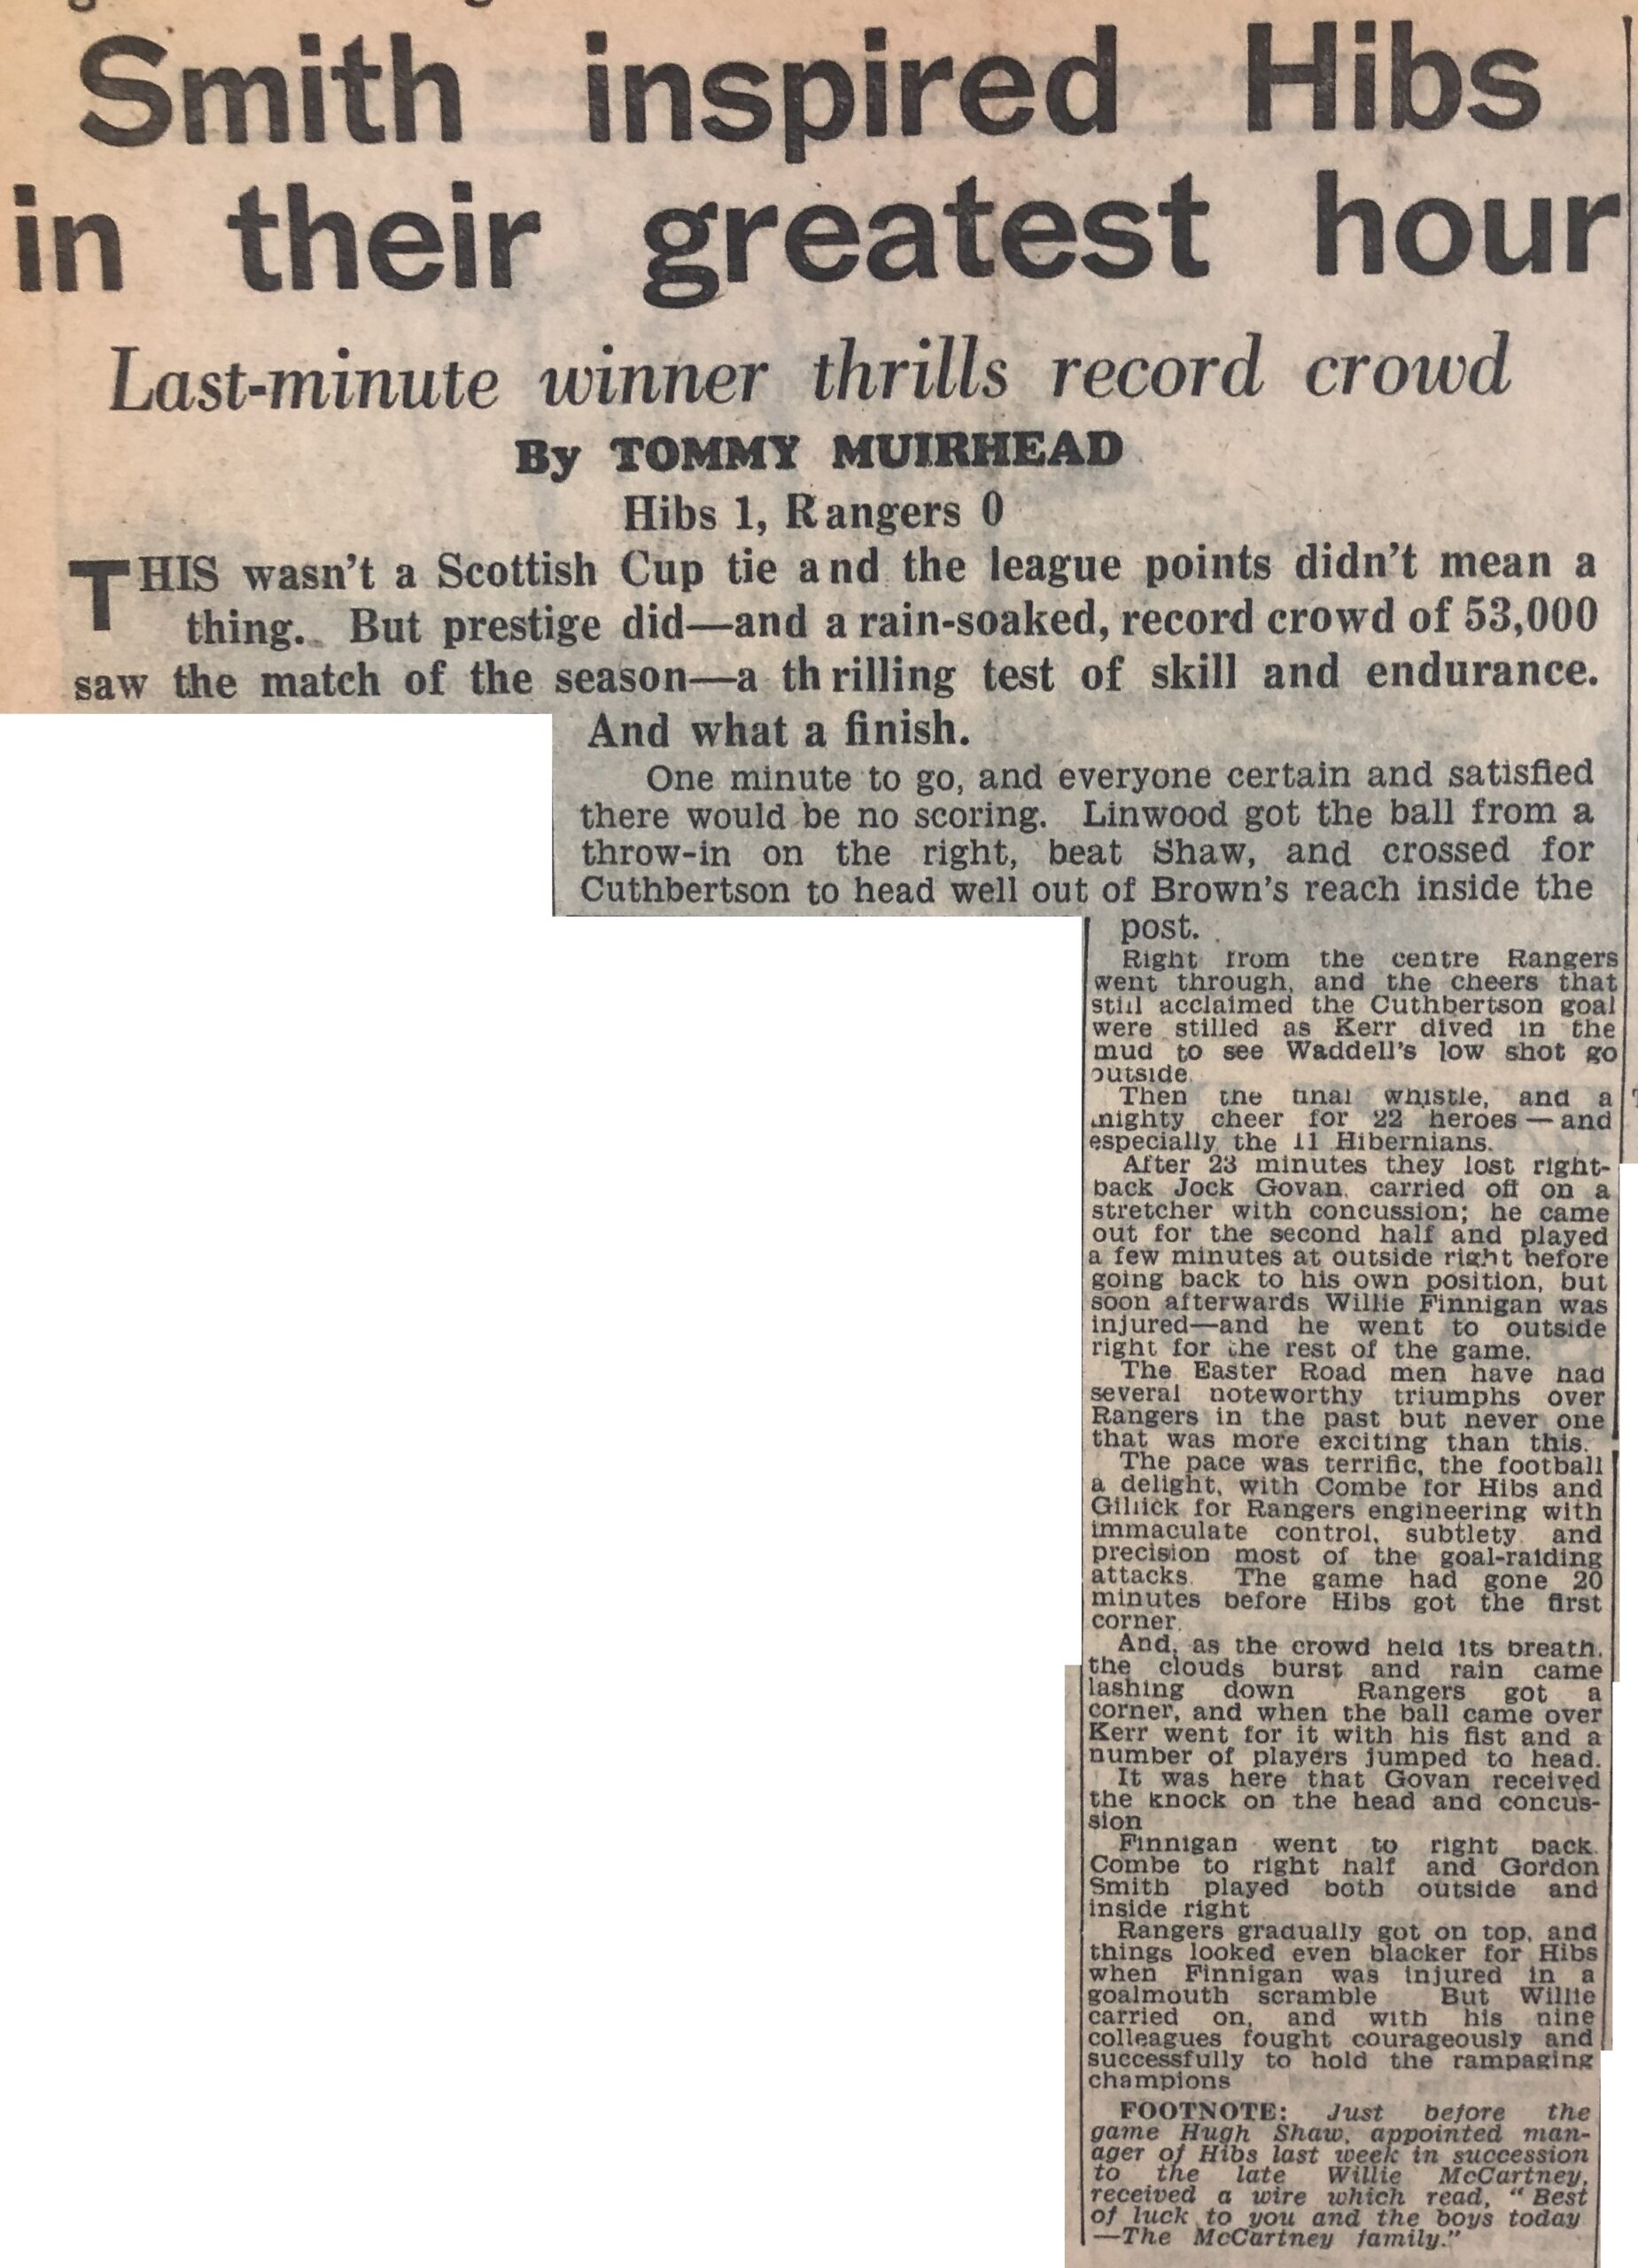 Smith inspired Hibs
in their greatest hour
Last-minute winner thrills record crowd
By TOMMY MUIRHEAD
Hibs 1, Rangers 0
THIS wasn't a Scottish Cup tie and the league points didn't mean a
thing. But prestige did—and a rain-soaked, record crowd of 53,000
saw the match of the season—a thrilling test of skill and endurance.
And what a finish.
One minute to go, and everyone certain and satisfied
there would be no scoring. Linwood got the ball from a
throw-in on the right, beat Shaw, and crossed for
Cuthbertson to head well out of Brown's reach inside the
post.
Right from the centre Rangers
went through, and the cheers that
still acclaimed the Cuthbertson goal
were stilled as Kerr dived in the
mud to see Waddell's low shot go
outside.
Then the final whistle, and a
mighty cheer for 22 heroes — and
especially the 11 Hibernians.
After 23 minutes they lost right-
back Jock Govan, carried off on a
stretcher with concussion; he came
out for the second half and played
a few minutes at outside right before
going back to his own position, but
soon afterwards Willie Finnigan was
injured—and he went to outside
right for the rest of the game.
The Easter Road men have had
several noteworthy triumphs over
Rangers in the past but never one
that was more exciting than this.
The pace was terrific, the football
a delight, with Combe for Hibs and
Gillick for Rangers engineering with
immaculate control, subtlety and
precision most of the goal-raiding
attacks. The game had gone 20
minutes before Hibs got the first
corner.
And, as the crowd held its breath,
the clouds burst and rain came
lashing down Rangers got a
corner, and when the ball came over
Kerr went for it with his fist and a
number of players jumped to head.
It was here that Govan received
the knock on the head and concus-
sion
Finnigan went to right back.
Combe to right half and Gordon
Smith played both outside and
inside right
Rangers gradually got on top, and
things looked even blacker for Hibs
when Finnigan was injured in a
goalmouth scramble But Willie
carried on, and with his nine
colleagues fought courageously and
successfully to hold the rampaging
champions
FOOTNOTE: Just before the
game Hugh Shaw, appointed man-
ager of Hibs last week in succession
to the late Willie McCartney,
received a wire which read, "Best
of luck to you and the boys today
—The McCartney family."